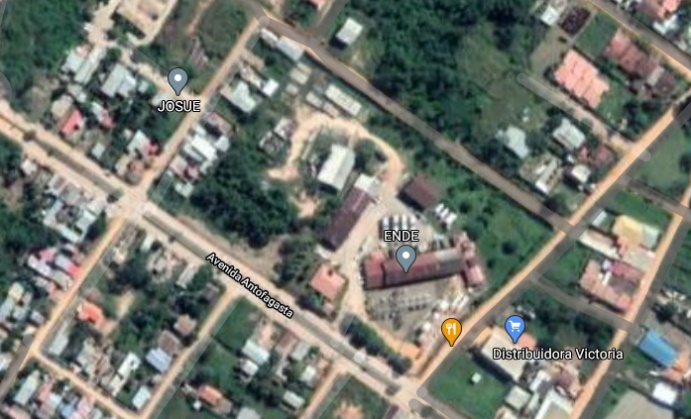 JOSUE
ENDE
Avenida Antofagasta
Distribuidora Victoria